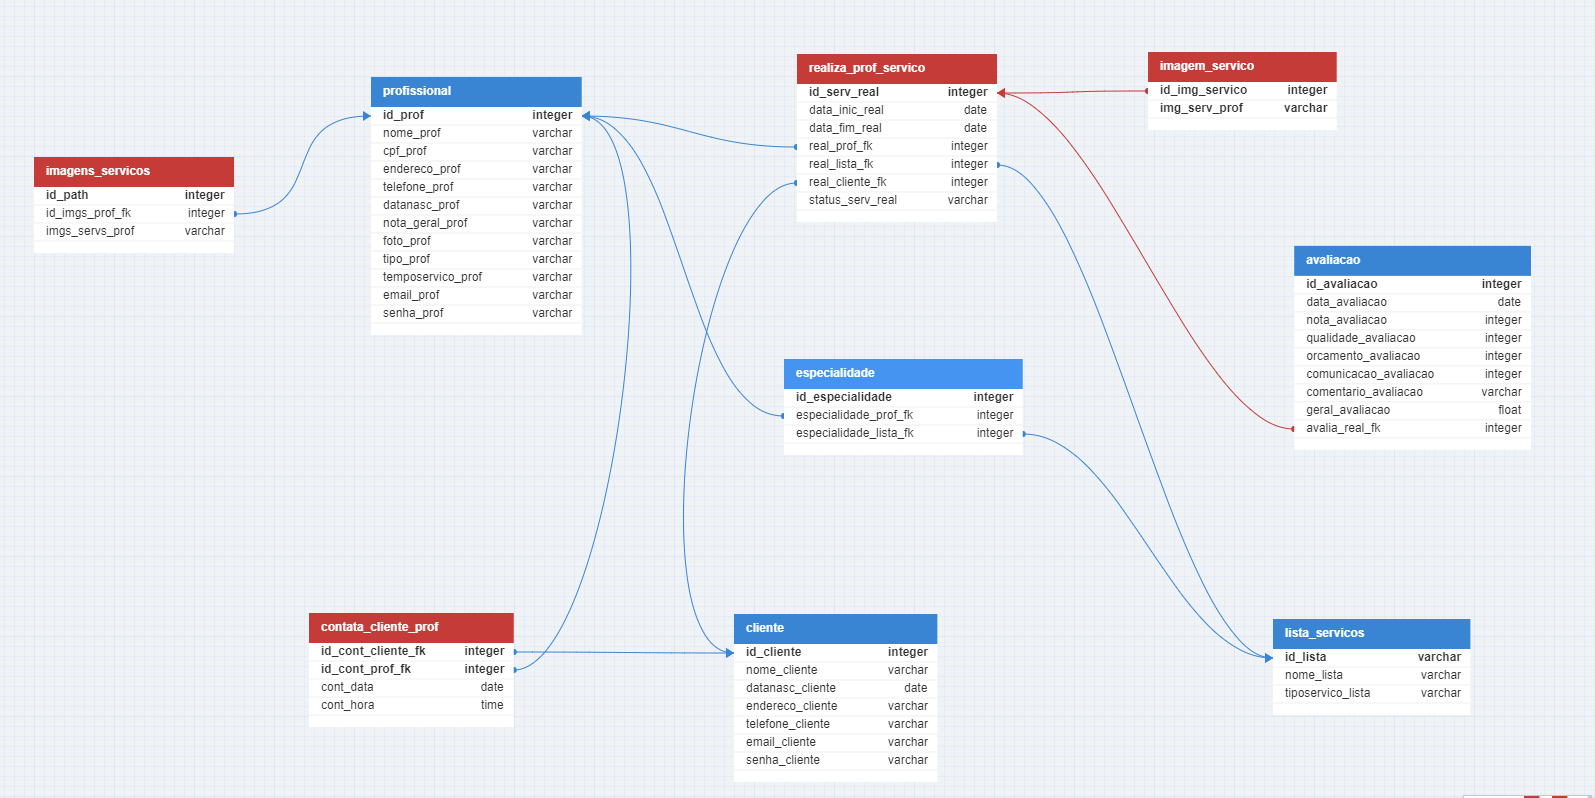 profissional
id_prof integer
nome_prof varchar
cpf_prof varchar
endereco_prof varchar
telefone_prof varchar
datanasc_prof varchar
nota_geral_prof varchar
foto_prof varchar
tipo_prof varchar
temposervico_prof varchar
email_prof varchar
senha_prof varchar
realiza_prof_servico
id_serv_real integer
data_inic_real date
data_fim_real date
real_prof_fk integer
real_lista_fk integer
real_cliente_fk integer
status_serv_real varchar
imagem_servico
id_img_servico integer
img_serv_prof varchar
imagens_servicos
id_path integer
id_imgs_prof_fk integer
imgs_servs_prof varchar
avaliacao
id_avaliacao integer
data_avaliacao date
nota_avaliacao integer
qualidade_avaliacao integer
orcamento_avaliacao integer
comunicacao_avaliacao integer
comentario_avaliacao varchar
geral_avaliacao float
avalia_real_fk integer
especialidade
id_especialidade integer
especialidade_prof_fk integer
especialidade_lista_fk integer
contata_cliente_prof
id_cont_cliente_fk integer
id_cont_prof_fk integer
cont_data date
cont_hora time
cliente
id_cliente integer
nome_cliente varchar
datanasc_cliente date
endereco_cliente varchar
telefone_cliente varchar
email_cliente varchar
senha_cliente varchar
lista_servicos
id_lista varchar
nome_lista varchar
tiposervico_lista varchar